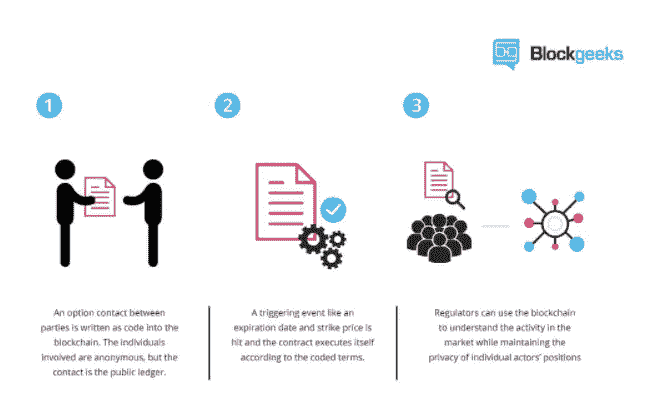 Blockgeeks
1
2
3
An option contact between
parties is written as code into the
blockchain. The individuals
involved are anonymous, but the
contact is the public ledger.
A triggering event like an
expiration date and strike price is
hit and the contract executes itself
according to the coded terms.
Regulators can use the blockchain
to understand the activity in the
market while maintaining the
privacy of individual actors' positions